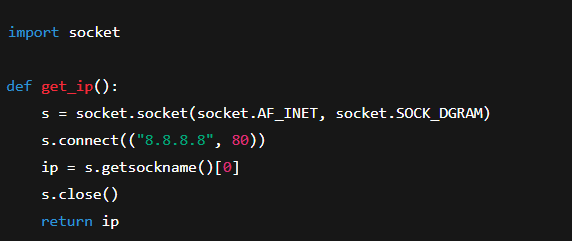 import socket

def get_ip():
    s = socket.socket(socket.AF_INET, socket.SOCK_DGRAM)
    s.connect(("8.8.8.8", 80))
    ip = s.getsockname()[0]
    s.close()
    return ip